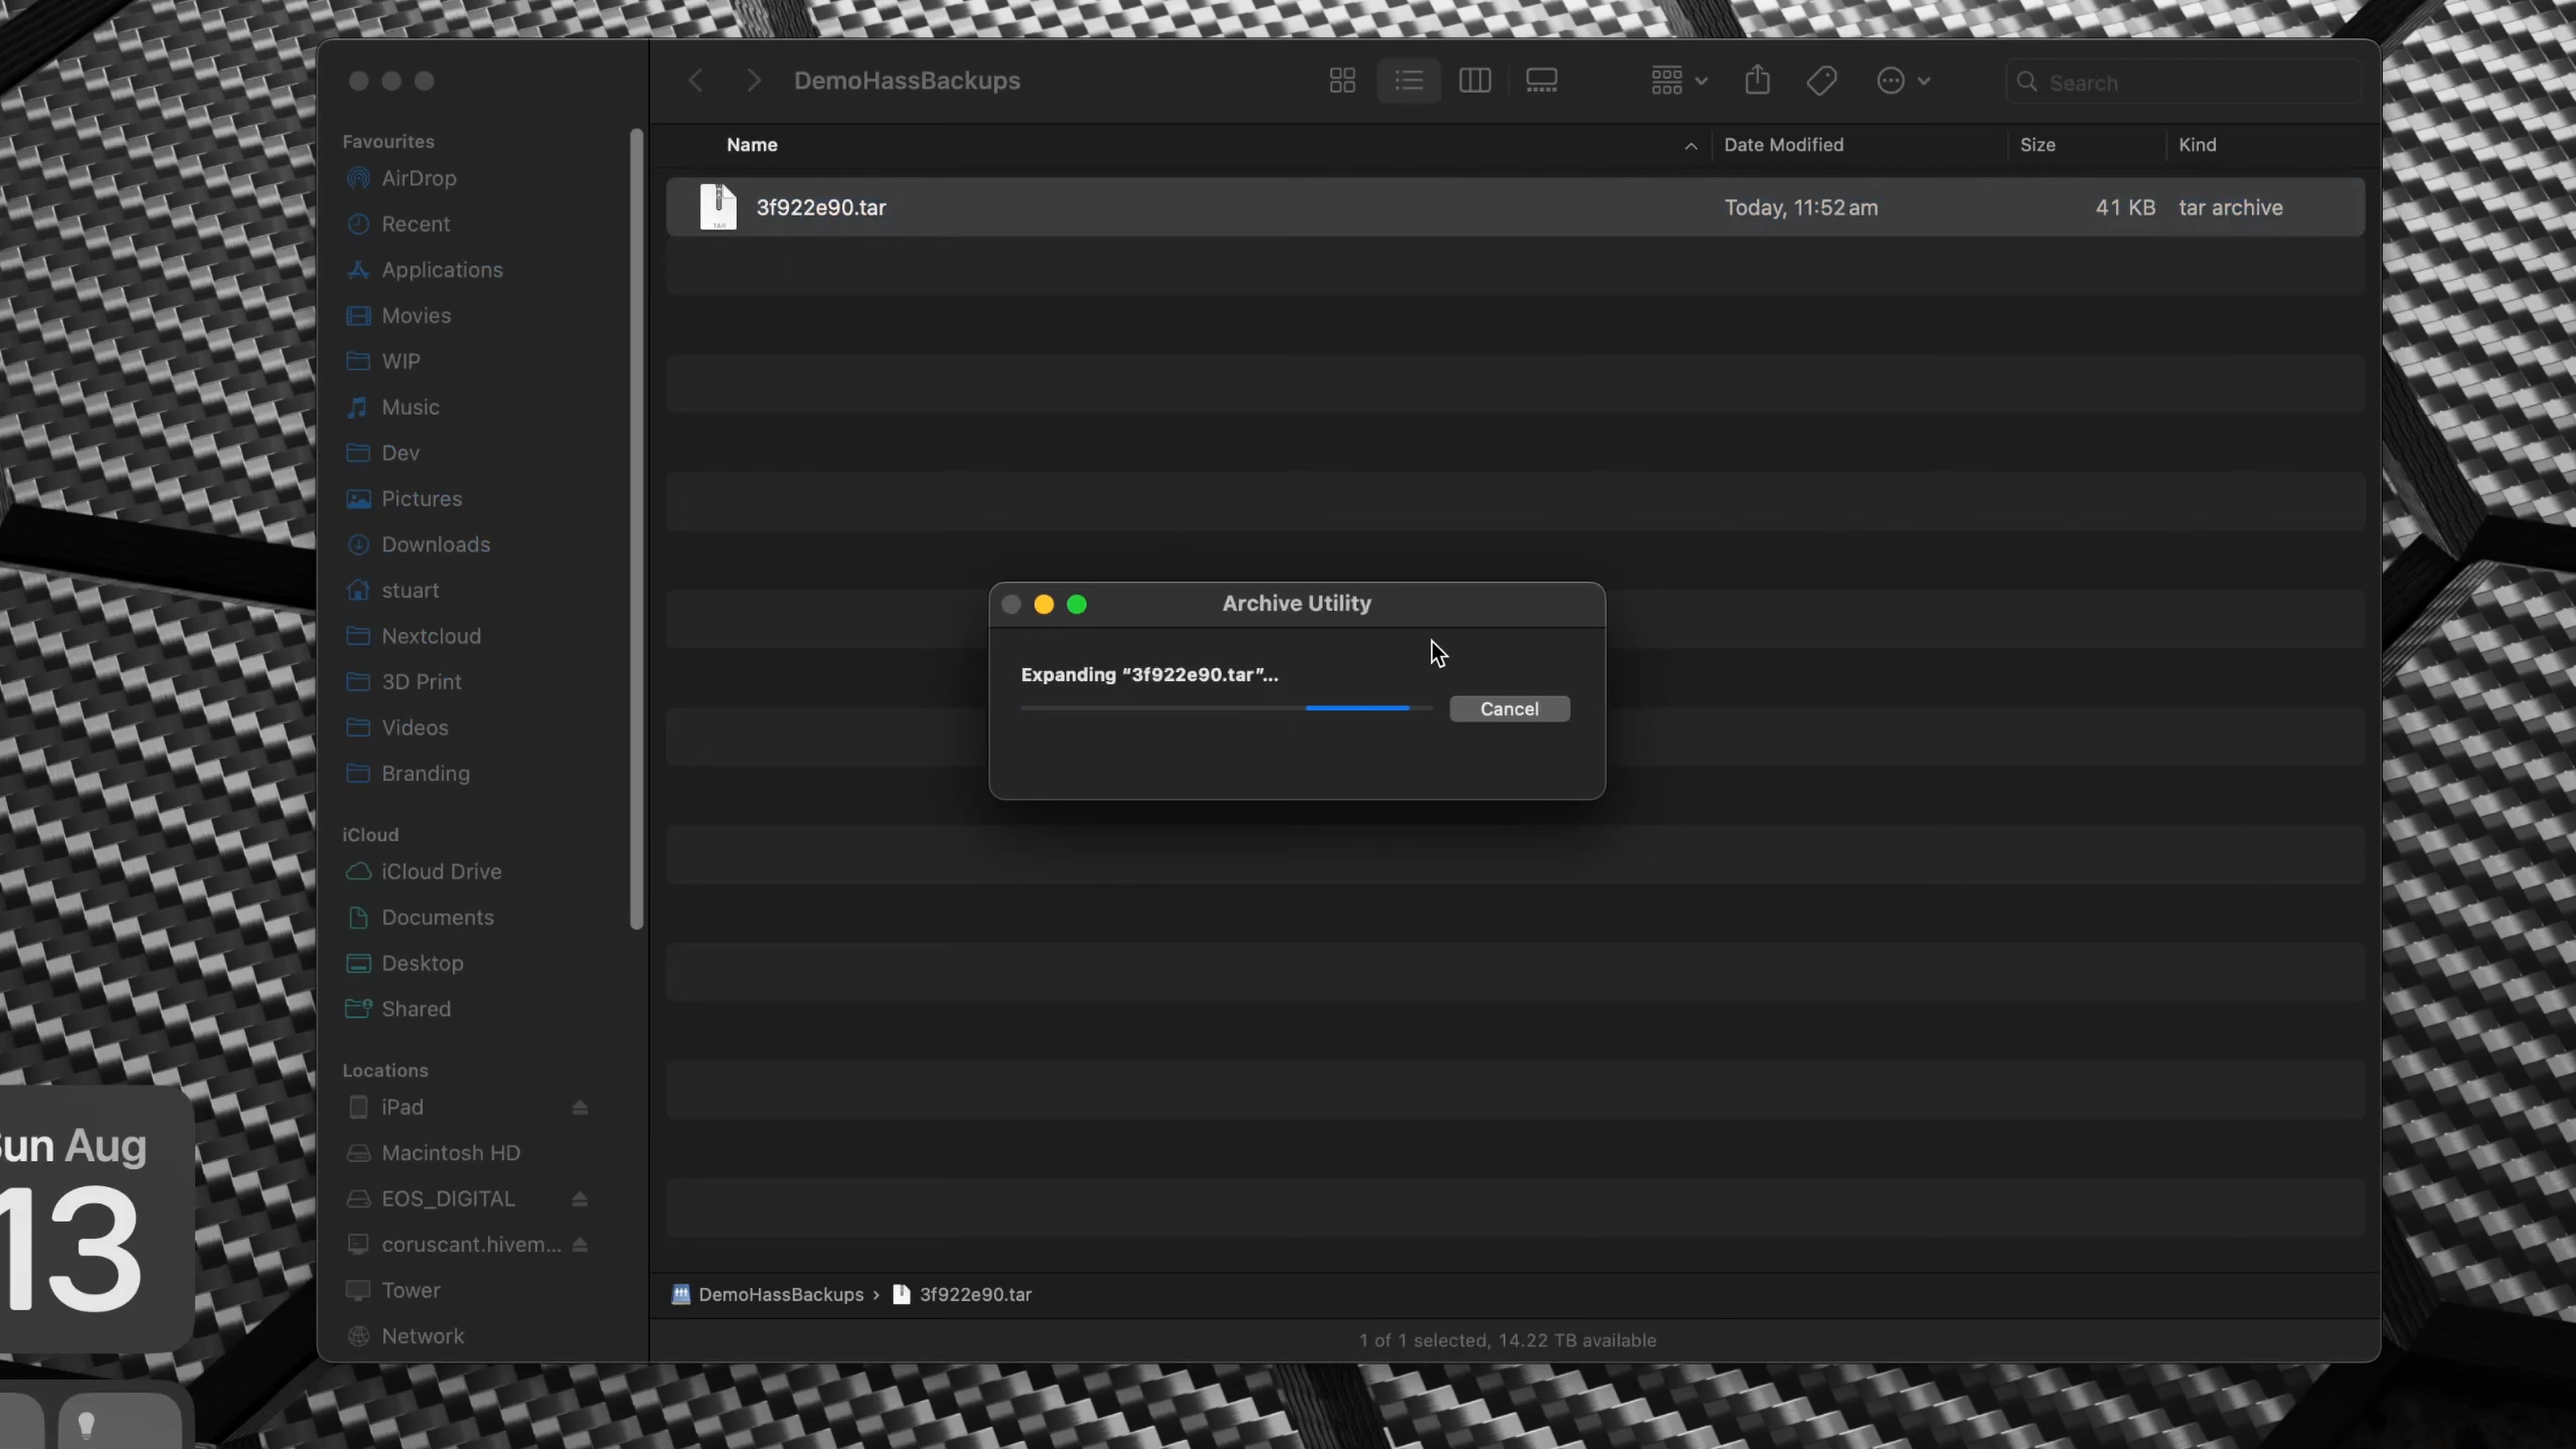 DemoHassBackups
Search
Favourites
AirDrop
Recent
Applications
Movies
WIP
Music
Dev
Pictures
Downloads
stuart
Nextcloud
3D Print
Videos
Branding
iCloud
iCloud Drive
Documents
Desktop
Shared
Locations
iPad
Macintosh HD
EOS_DIGITAL
coruscant.hivem...
Tower
Network
Name Date Modified Size Kind
TAR
3f922e90.tar Today, 11:52 am 41 KB tar archive
Archive Utility
Expanding “3f922e90.tar”...
Cancel
DemoHassBackups › 3f922e90.tar
1 of 1 selected, 14.22 TB available
Sun Aug
13